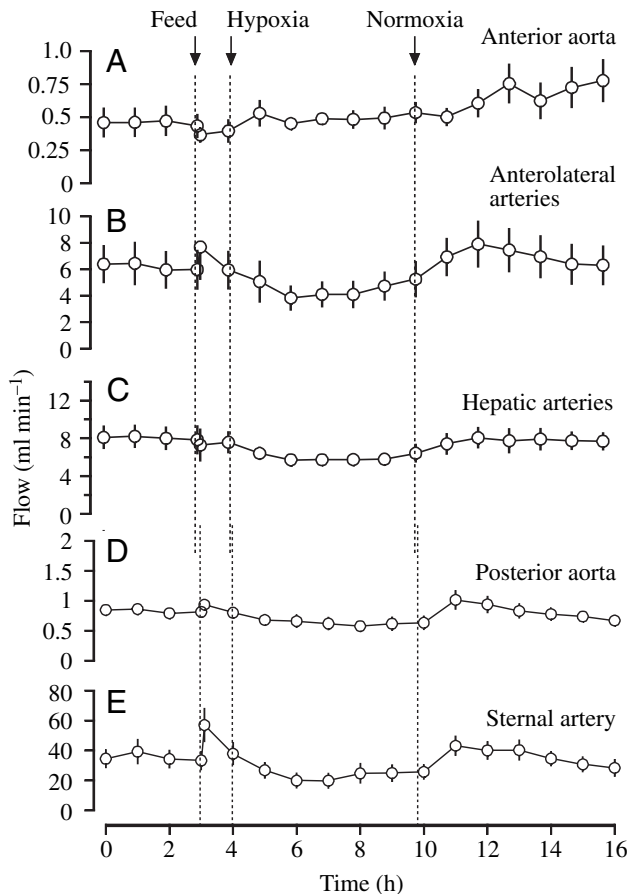 Feed
Hypoxia
Normoxia
A
Anterior aorta
1.0
0.75
0.5
0.25
0
B
Anterolateral
arteries
10
8
6
4
2
0
C
Hepatic arteries
12
8
4
0
Flow (ml min⁻¹)
D
Posterior aorta
2
1.5
1
0.5
0
E
Sternal artery
80
60
40
20
0
0 2 4 6 8 10 12 14 16
Time (h)